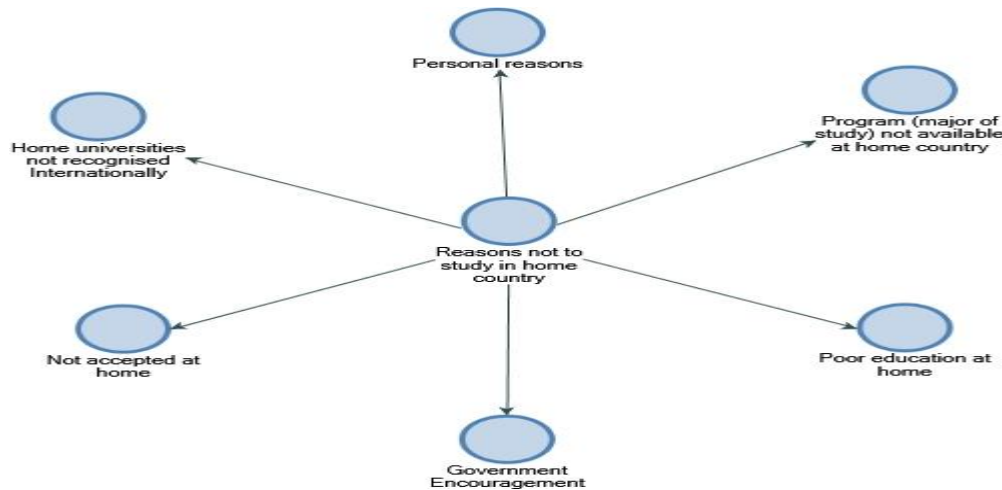 Personal reasons
Program (major of
study) not available
at home country
Home universities
not recognised
Internationally
Reasons not to
study in home
country
Not accepted at
home
Poor education at
home
Government
Encouragement